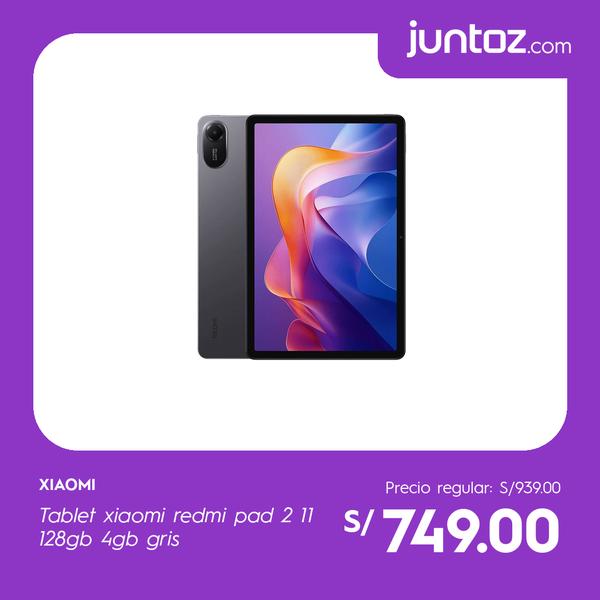 juntoz.com
XIAOMI
Tablet xiaomi redmi pad 2 11
128gb 4gb gris
Precio regular: S/939.00
S/749.00